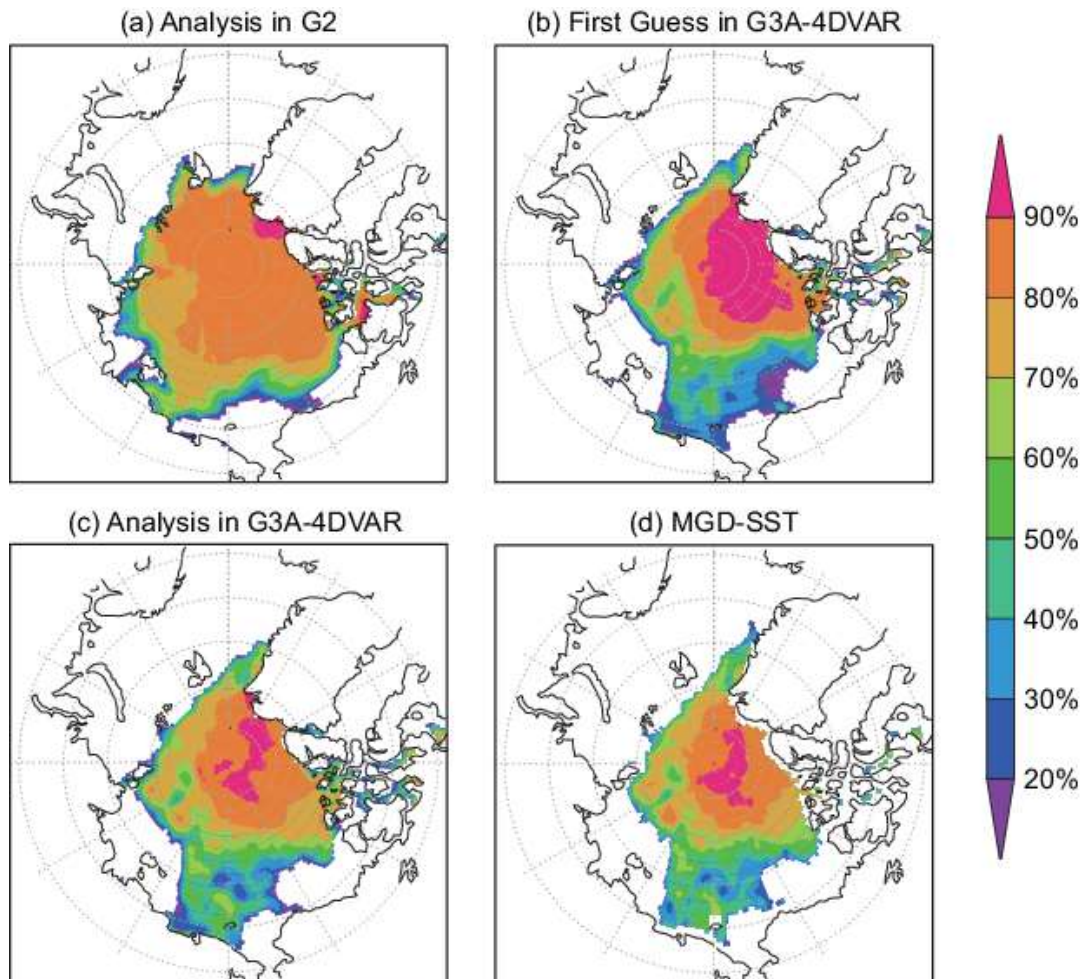 (a) Analysis in G2
(b) First Guess in G3A-4DVAR
(c) Analysis in G3A-4DVAR
(d) MGD-SST
90%
80%
70%
60%
50%
40%
30%
20%